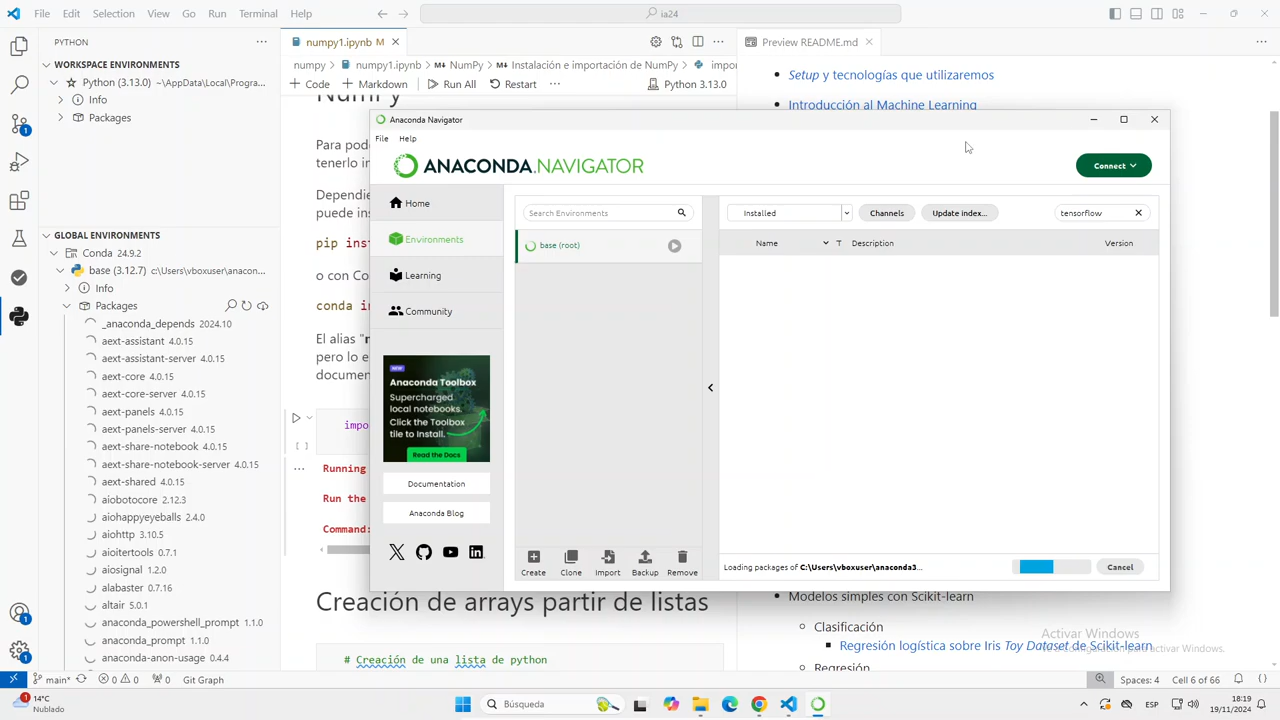 File Edit Selection View Go Run Terminal Help
ia24
PYTHON
WORKSPACE ENVIRONMENTS
Python (3.13.0) ~/AppData/Local/Progra...
Info
Packages
GLOBAL ENVIRONMENTS
Conda 24.9.2
base (3.12.7) c:\Users\vboxuser\anacon...
Info
Packages
_anaconda_depends 2024.10
aext-assistant 4.0.15
aext-assistant-server 4.0.15
aext-core 4.0.15
aext-core-server 4.0.15
aext-panels 4.0.15
aext-panels-server 4.0.15
aext-share-notebook 4.0.15
aext-share-notebook-server 4.0.15
aext-shared 4.0.15
aiobotocore 2.12.3
aiohappyeyeballs 2.4.0
aiohttp 3.10.5
aioitertools 0.7.1
aiosignal 1.2.0
alabaster 0.7.16
altair 5.0.1
anaconda_powershell_prompt 1.1.0
anaconda_prompt 1.1.0
anaconda-anon-usage 0.4.4
numpy1.ipynb M
numpy > numpy1.ipynb > NumPy > Instalación e importación de NumPy > impor
+ Code + Markdown Run All Restart ... Python 3.13.0
NumPy
Para pod
tenerlo ir
Dependie
puede ins
pip inst
o con Co
conda in
El alias "n
pero lo e
documen
impo
Running
Run the
Command:
Creación de arrays partir de listas
# Creación de una lista de python
Preview README.md
Setup y tecnologías que utilizaremos
Introducción al Machine Learning
Modelos simples con Scikit-learn
Clasificación
Regresión logística sobre Iris Toy Dataset de Scikit-learn
Regresión
Activar Windows
activar Windows.
Anaconda Navigator
File Help
ANACONDA.NAVIGATOR
Connect
Home
Environments
Learning
Community
NEW
Anaconda Toolbox
Supercharged
local notebooks.
Click the Toolbox
tile to Install.
Read the Docs
Documentation
Anaconda Blog
Search Environments
base (root)
Create Clone Import Backup Remove
Installed Channels Update index... tensorflow
Name T Description Version
Loading packages of C:\Users\vboxuser\anaconda3... Cancel
main 0 0 0 Git Graph Spaces: 4 Cell 6 of 66
14°C
Nublado
Búsqueda
ESP
18:19
19/11/2024